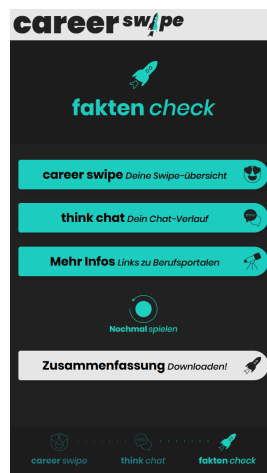 career swipe
fakten check
career swipe Deine Swipe-übersicht
think chat Dein Chat-Verlauf
Mehr Infos Links zu Berufsportalen
Nochmal spielen
Zusammenfassung Downloaden!
career swipe think chat fakten check